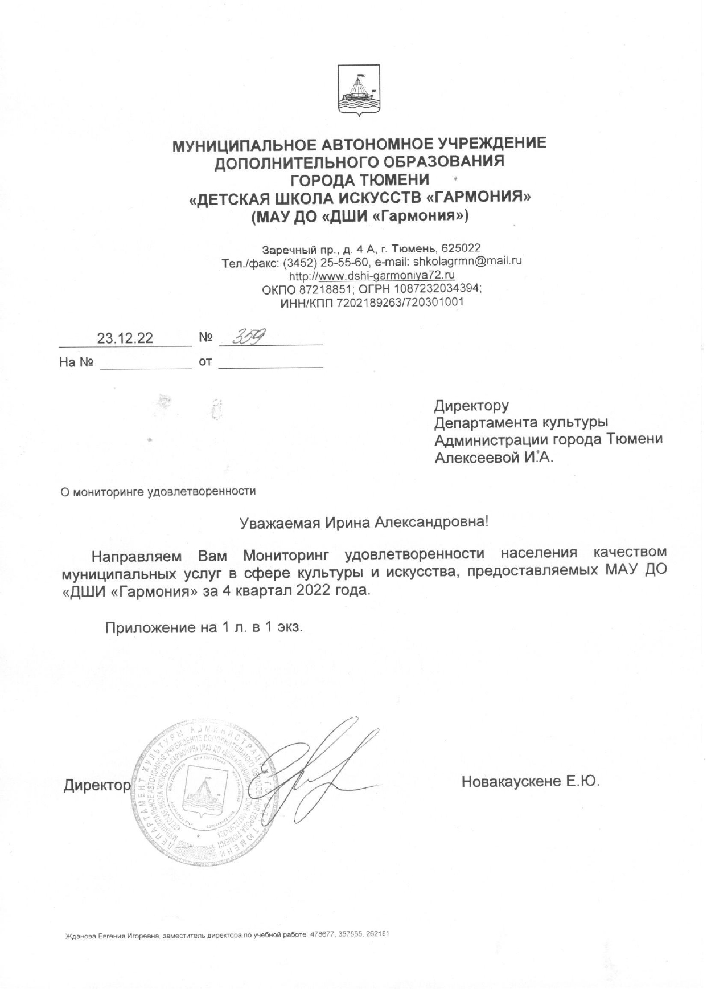 МУНИЦИПАЛЬНОЕ АВТОНОМНОЕ УЧРЕЖДЕНИЕ
ДОПОЛНИТЕЛЬНОГО ОБРАЗОВАНИЯ
ГОРОДА ТЮМЕНИ
«ДЕТСКАЯ ШКОЛА ИСКУССТВ «ГАРМОНИЯ»
(МАУ ДО «ДШИ «Гармония»)
Заречный пр., д. 4 А, г. Тюмень, 625022
Тел./факс: (3452) 25-55-60, e-mail: shkolagrmn@mail.ru
http://www.dshi-garmoniya72.ru
ОКПО 87218851; ОГРН 1087232034394;
ИНН/КПП 7202189263/720301001
23.12.22 № 359
На № от
Директору
Департамента культуры
Администрации города Тюмени
Алексеевой И.А.
О мониторинге удовлетворенности
Уважаемая Ирина Александровна!
Направляем Вам Мониторинг удовлетворенности населения качеством
муниципальных услуг в сфере культуры и искусства, предоставляемых МАУ ДО
«ДШИ «Гармония» за 4 квартал 2022 года.
Приложение на 1 л. в 1 экз.
Директор
Новакаускене Е.Ю.
ДЕПАРТАМЕНТ КУЛЬТУРЫ АДМИНИСТРАЦИИ ГОРОДА ТЮМЕНИ
МУНИЦИПАЛЬНОЕ АВТОНОМНОЕ УЧРЕЖДЕНИЕ ДОПОЛНИТЕЛЬНОГО ОБРАЗОВАНИЯ ГОРОДА ТЮМЕНИ
«ДЕТСКАЯ ШКОЛА ИСКУССТВ «ГАРМОНИЯ» (МАУ ДО «ДШИ «ГАРМОНИЯ»)
Жданова Евгения Игоревна, заместитель директора по учебной работе, 478677, 357555, 262181